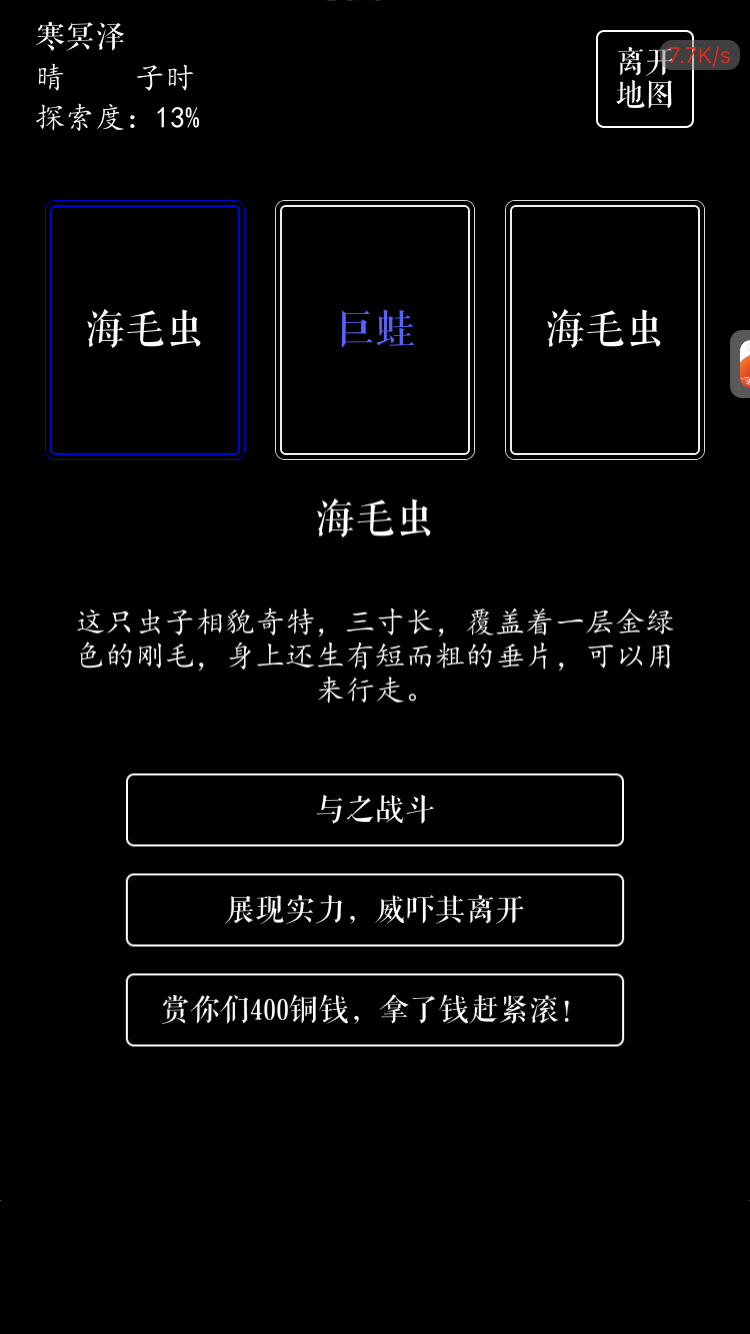 寒冥泽
晴 子时
探索度：13%
离开
地图
7.7K/s
海毛虫
巨蛙
海毛虫
海毛虫
这只虫子相貌奇特，三寸长，覆盖着一层金绿
色的刚毛，身上还生有短而粗的垂片，可以用
来行走。
与之战斗
展现实力，威吓其离开
赏你们400铜钱，拿了钱赶紧滚！